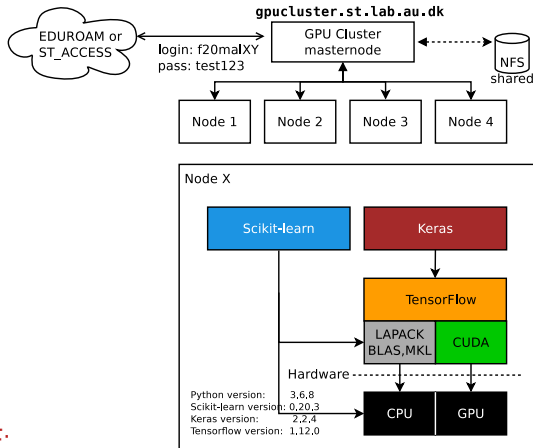 gpucluster.st.lab.au.dk
EDUROAM or
ST_ACCESS
login: f20malXY
pass: test123
GPU Cluster
masternode
NFS
shared
Node 1
Node 2
Node 3
Node 4
Node X
Scikit-learn
Keras
TensorFlow
LAPACK
BLAS,MKL
CUDA
Hardware
Python version: 3,6,8
Scikit-learn version: 0,20,3
Keras version: 2,2,4
Tensorflow version: 1,12,0
CPU
GPU